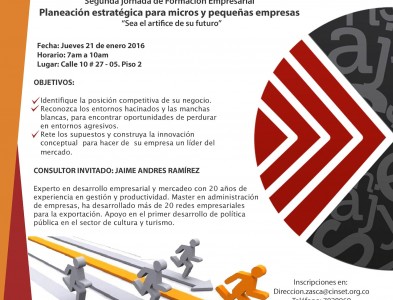 Segunda Jornada de Formación Empresarial
Planeación estratégica para micros y pequeñas empresas
"Sea el artífice de su futuro"
Fecha: Jueves 21 de enero 2016
Horario: 7am a 10am
Lugar: Calle 10 # 27 - 05. Piso 2
OBJETIVOS:
Identifique la posición competitiva de su negocio.
Reconozca los entornos hacinados y las manchas
blancas, para encontrar oportunidades de perdurar
en entornos agresivos.
Rete los supuestos y construya la innovación
conceptual para hacer de su empresa un líder del
mercado.
CONSULTOR INVITADO: JAIME ANDRES RAMÍREZ
Experto en desarrollo empresarial y mercadeo con 20 años de
experiencia en gestión y productividad. Master en administración
de empresas, ha desarrollado más de 20 redes empresariales
para la exportación. Apoyo en el primer desarrollo de política
pública en el sector de cultura y turismo.
Inscripciones en:
Direccion.zasca@cinset.org.co